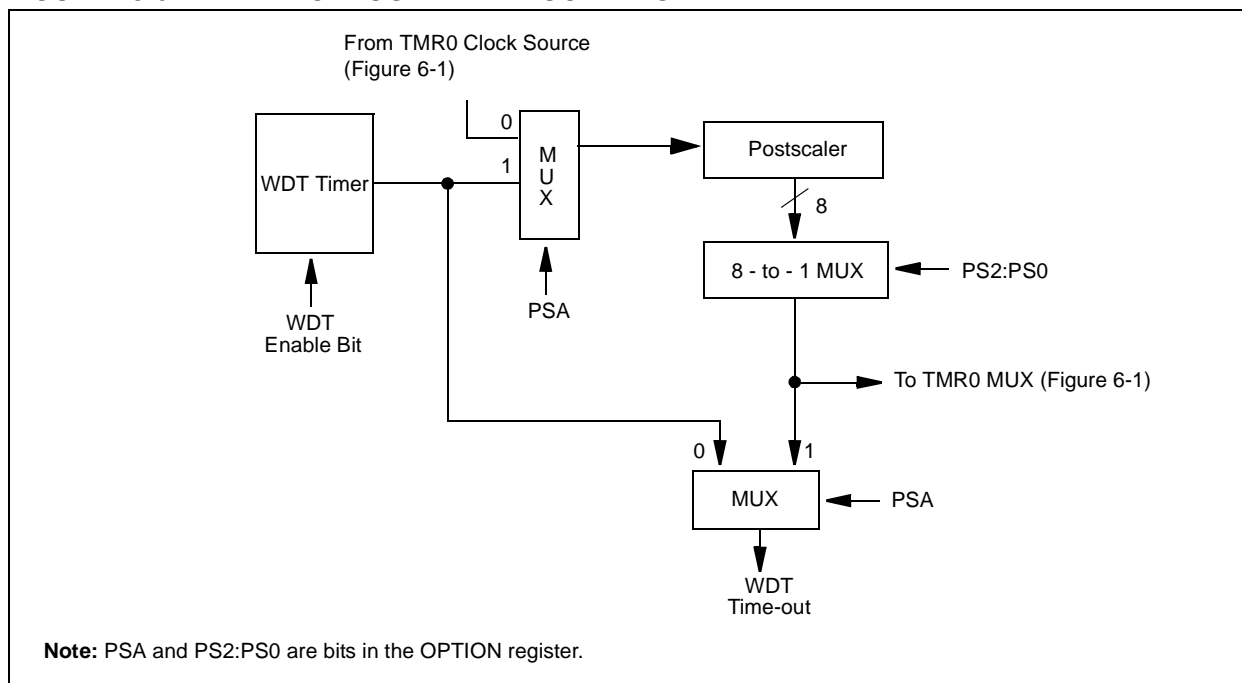 From TMR0 Clock Source
(Figure 6-1)
0
1
M
U
X
WDT Timer
Postscaler
8
8 - to - 1 MUX
PS2:PS0
PSA
WDT
Enable Bit
To TMR0 MUX (Figure 6-1)
0
1
MUX
PSA
WDT
Time-out
Note: PSA and PS2:PS0 are bits in the OPTION register.